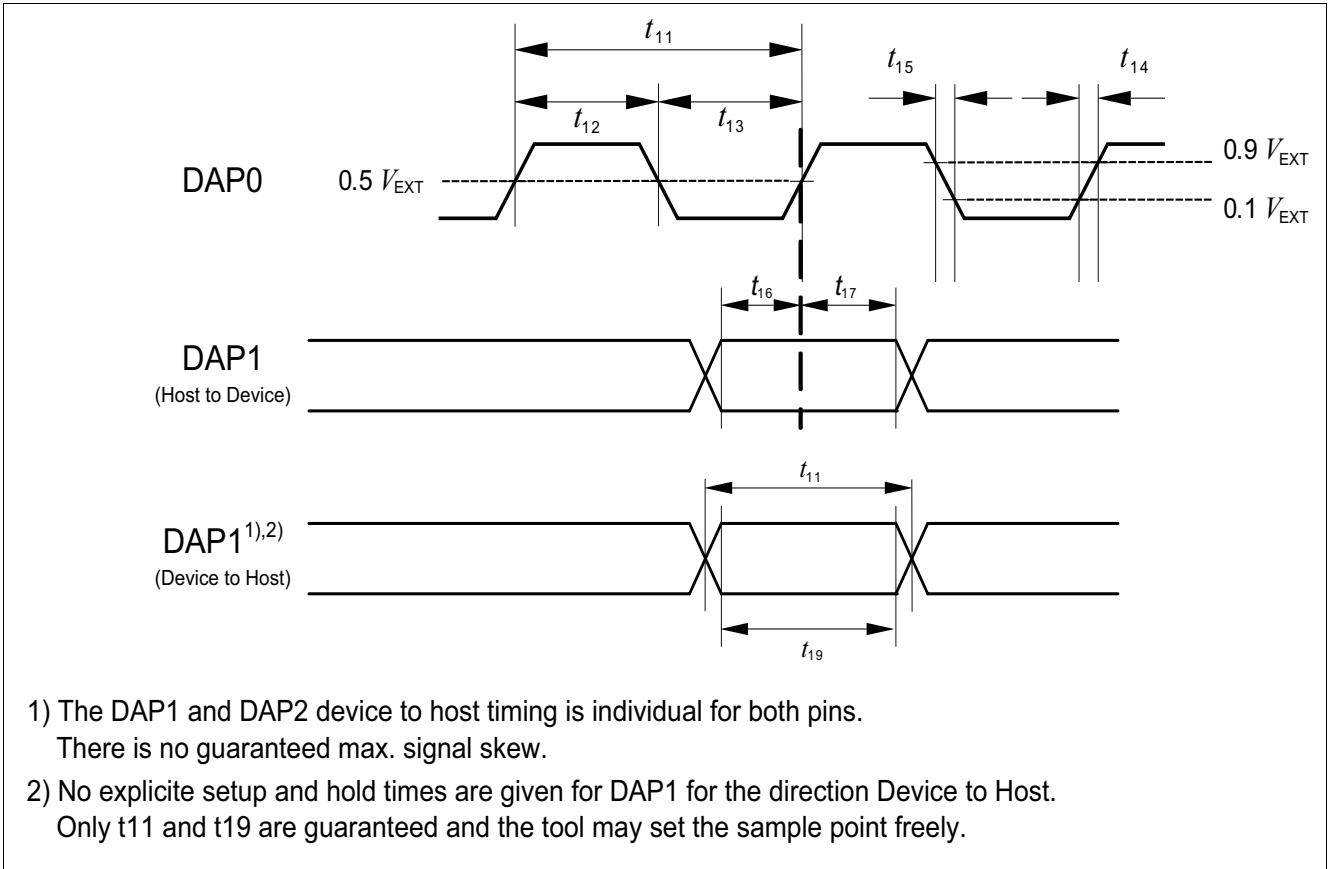 t11
t15
t14
t12
t13
DAP0
0.5 VEXT
0.9 VEXT
0.1 VEXT
t16
t17
DAP1
(Host to Device)
t11
DAP11),2)
(Device to Host)
t19
1) The DAP1 and DAP2 device to host timing is individual for both pins.
There is no guaranteed max. signal skew.
2) No explicite setup and hold times are given for DAP1 for the direction Device to Host.
Only t11 and t19 are guaranteed and the tool may set the sample point freely.